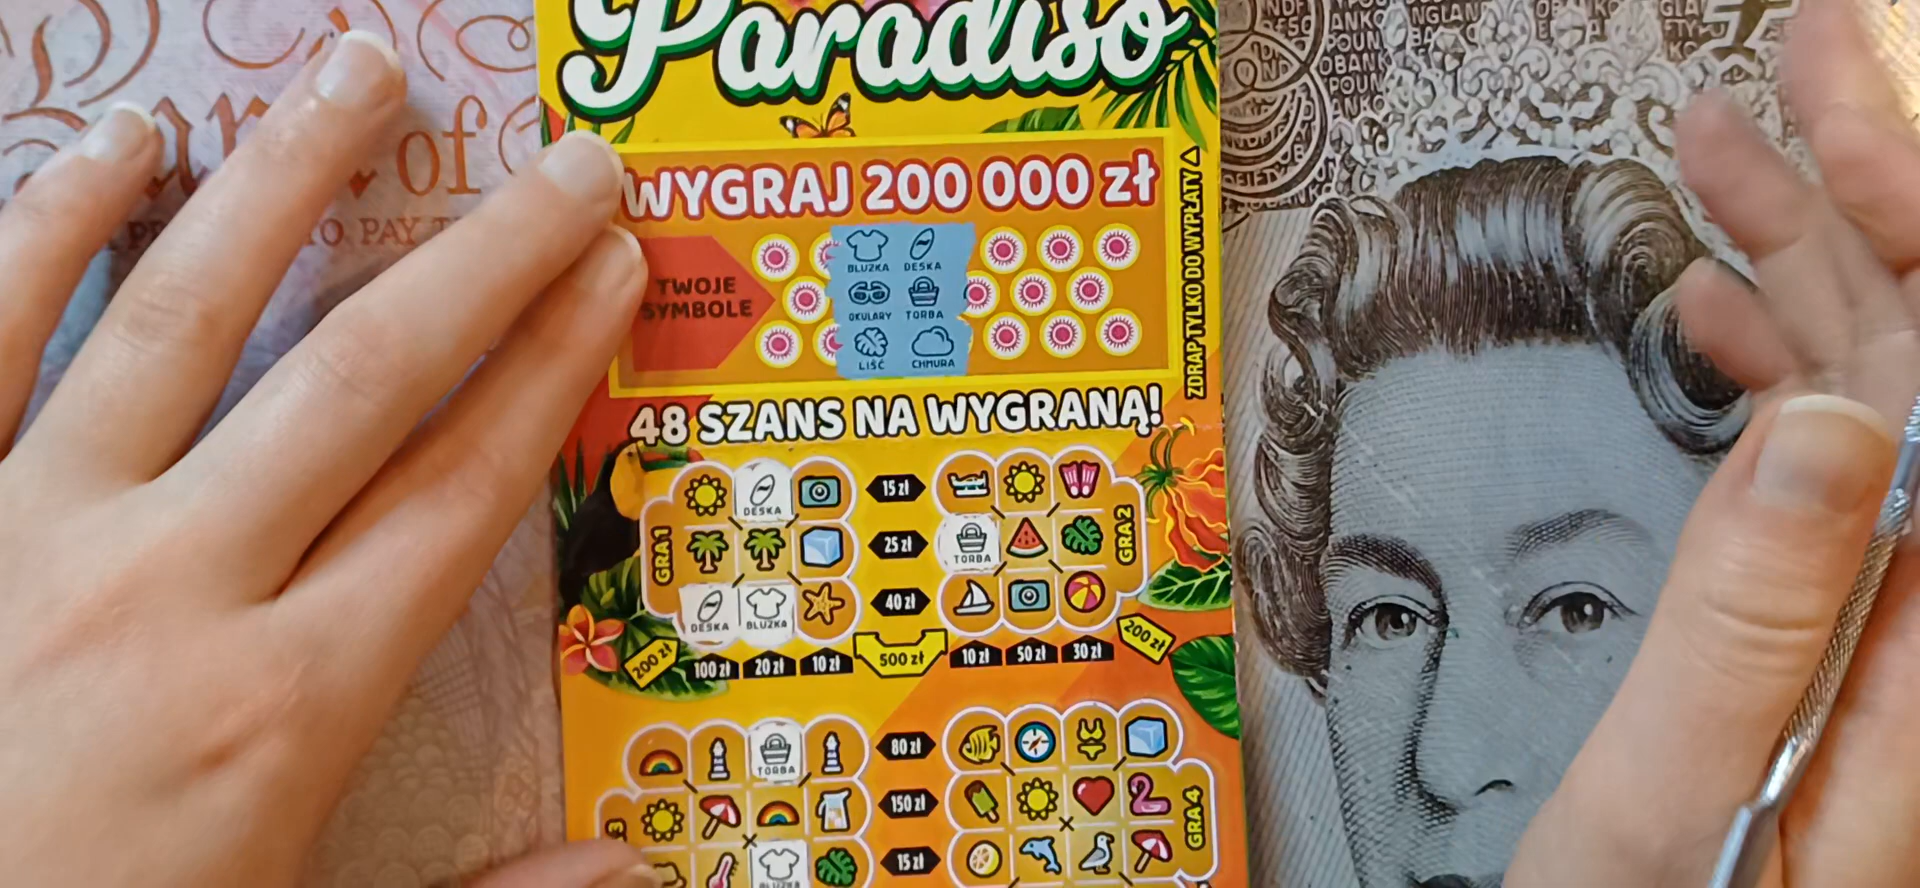 Paradiso
WYGRAJ 200 000 zł
TWOJE
SYMBOLE
BLUZKA DESKA
OKULARY TORBA
LIŚĆ CHMURA
ZDRAP TYLKO DO WYPŁATY
48 SZANS NA WYGRANĄ!
GRA 1
DESKA
DESKA BLUZKA
15 zł
25 zł
40 zł
TORBA
GRA 2
200 zł 100 zł 20 zł 10 zł 500 zł 10 zł 50 zł 30 zł 200 zł
TORBA
BLUZKA
80 zł
150 zł
15 zł
GRA 4
of
TO PAY